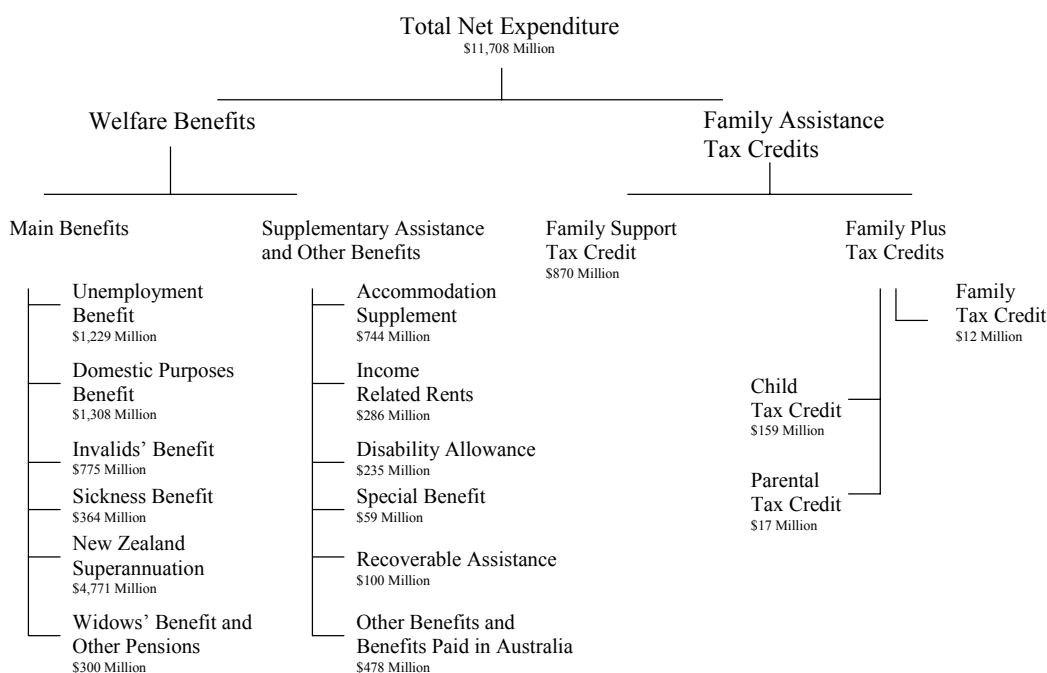 Total Net Expenditure
$11,708 Million
Welfare Benefits
Family Assistance
Tax Credits
Main Benefits
Supplementary Assistance
and Other Benefits
Family Support
Tax Credit
$870 Million
Family Plus
Tax Credits
Unemployment
Benefit
$1,229 Million
Domestic Purposes
Benefit
$1,308 Million
Invalids’ Benefit
$775 Million
Sickness Benefit
$364 Million
New Zealand
Superannuation
$4,771 Million
Widows’ Benefit and
Other Pensions
$300 Million
Accommodation
Supplement
$744 Million
Income
Related Rents
$286 Million
Disability Allowance
$235 Million
Special Benefit
$59 Million
Recoverable Assistance
$100 Million
Other Benefits and
Benefits Paid in Australia
$478 Million
Family
Tax Credit
$12 Million
Child
Tax Credit
$159 Million
Parental
Tax Credit
$17 Million